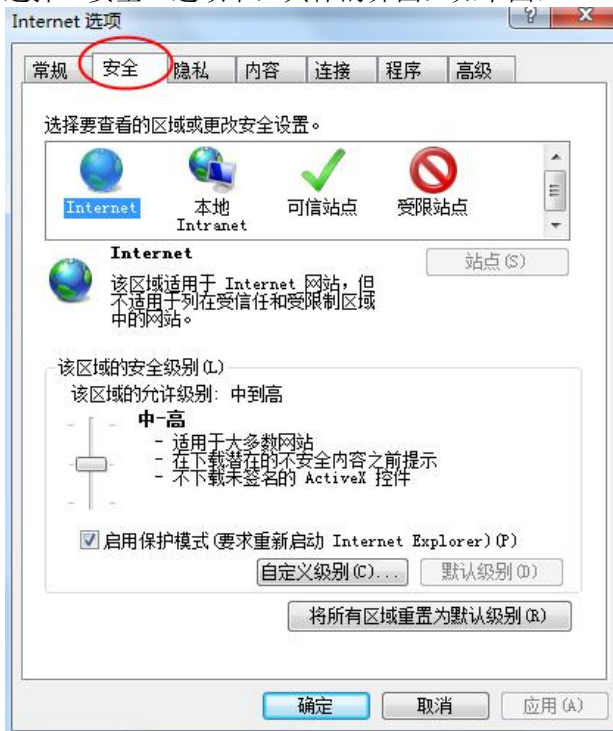 Internet 选项
常规 安全 隐私 内容 连接 程序 高级
选择要查看的区域或更改安全设置。
Internet 本地 可信站点 受限站点
Intranet
Internet
站点(S)
该区域适用于 Internet 网站，但
不适用于列在受信任和受限制区域
中的网站。
该区域的安全级别(L)
该区域的允许级别：中到高
中-高
- 适用于大多数网站
- 在下载潜在的不安全内容之前提示
- 不下载未签名的 ActiveX 控件
启用保护模式(要求重新启动 Internet Explorer)(P)
自定义级别(C)... 默认级别(D)
将所有区域重置为默认级别(R)
确定 取消 应用(A)